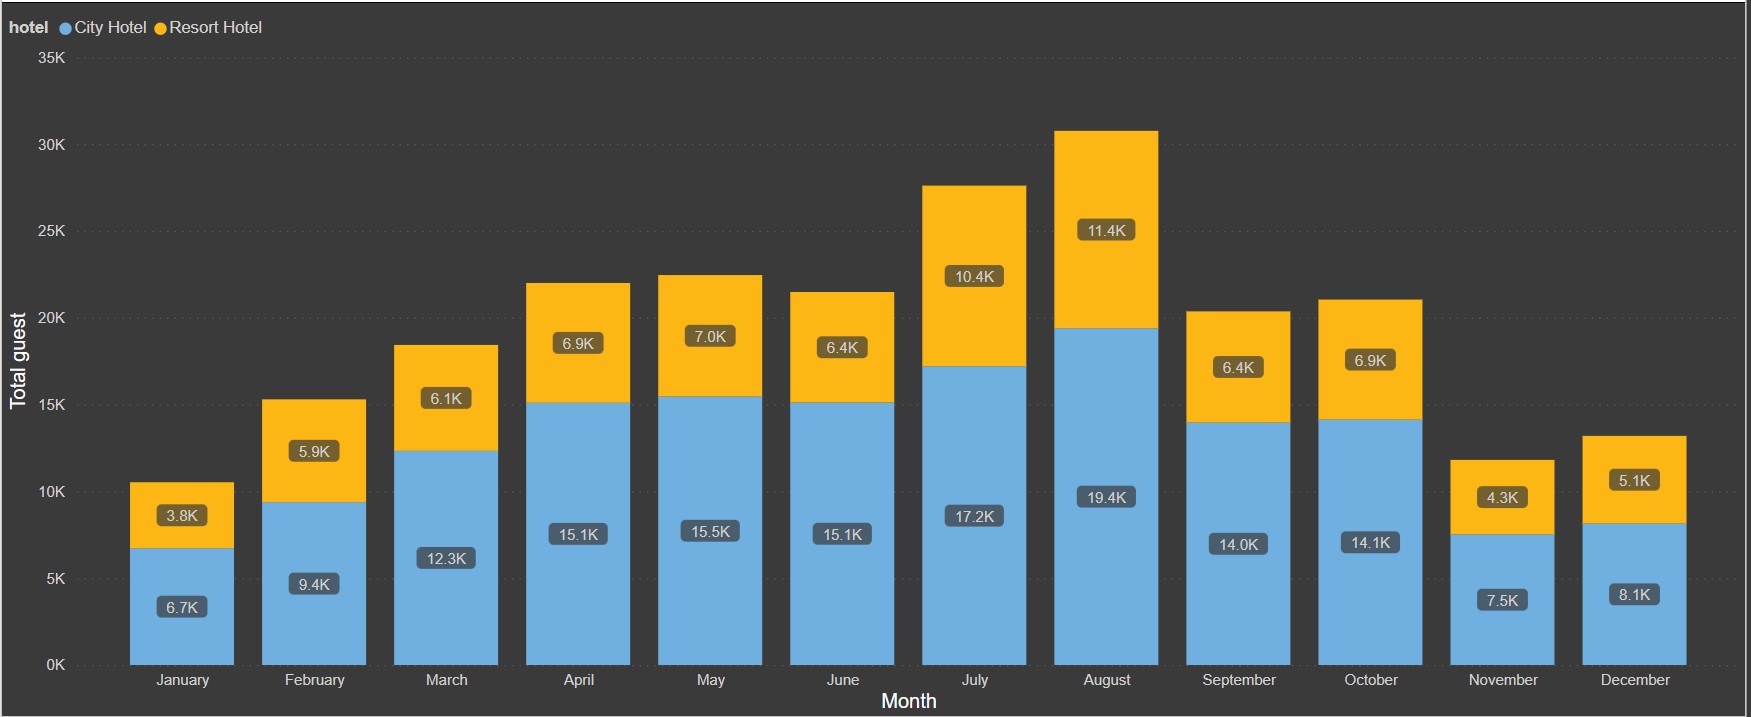 hotel City Hotel Resort Hotel
35K
30K
25K
20K
15K
10K
5K
0K
Total guest
3.8K
6.7K
5.9K
9.4K
6.1K
12.3K
6.9K
15.1K
7.0K
15.5K
6.4K
15.1K
10.4K
17.2K
11.4K
19.4K
6.4K
14.0K
6.9K
14.1K
4.3K
7.5K
5.1K
8.1K
January February March April May June July August September October November December
Month